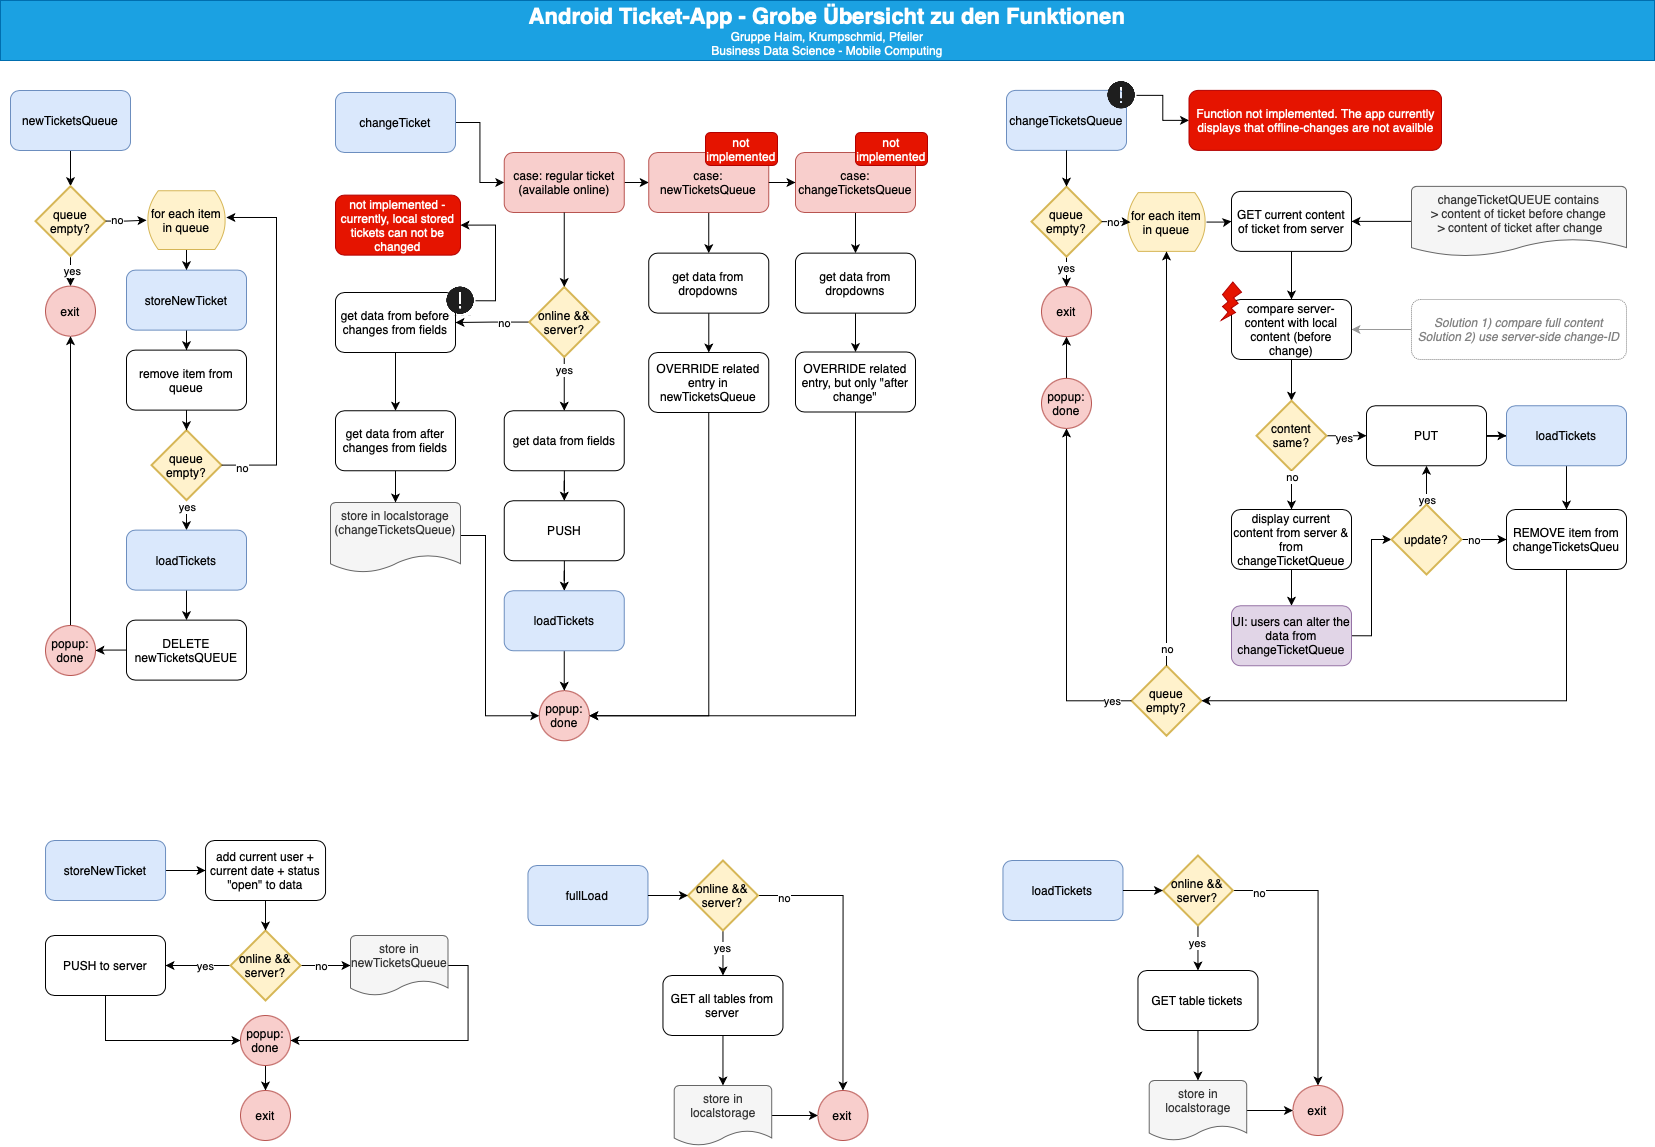 Android Ticket-App - Grobe Übersicht zu den Funktionen
Gruppe Haim, Krumpschmid, Pfeiler
Business Data Science - Mobile Computing
newTicketsQueue
queue
empty?
no
for each item
in queue
yes
exit
storeNewTicket
remove item from
queue
queue
empty?
no
yes
loadTickets
DELETE
newTicketsQUEUE
popup:
done
changeTicket
case: regular ticket
(available online)
not
implemented
case:
newTicketsQueue
not
implemented
case:
changeTicketsQueue
not implemented -
currently, local stored
tickets can not be
changed
!
get data from before
changes from fields
no
online &&
server?
yes
get data from
dropdowns
get data from
dropdowns
OVERRIDE related
entry in
newTicketsQueue
OVERRIDE related
entry, but only "after
change"
get data from after
changes from fields
get data from fields
store in localstorage
(changeTicketsQueue)
PUSH
loadTickets
popup:
done
changeTicketsQueue
!
Function not implemented. The app currently
displays that offline-changes are not availble
queue
empty?
no
for each item
in queue
GET current content
of ticket from server
changeTicketQUEUE contains
> content of ticket before change
> content of ticket after change
yes
exit
compare server-
content with local
content (before
change)
Solution 1) compare full content
Solution 2) use server-side change-ID
popup:
done
content
same?
yes
PUT
loadTickets
no
yes
display current
content from server &
from
changeTicketQueue
update?
no
REMOVE item from
changeTicketsQueu
UI: users can alter the
data from
changeTicketQueue
no
queue
empty?
yes
storeNewTicket
add current user +
current date + status
"open" to data
PUSH to server
yes
online &&
server?
no
store in
newTicketsQueue
popup:
done
exit
fullLoad
online &&
server?
no
yes
GET all tables from
server
store in
localstorage
exit
loadTickets
online &&
server?
no
yes
GET table tickets
store in
localstorage
exit